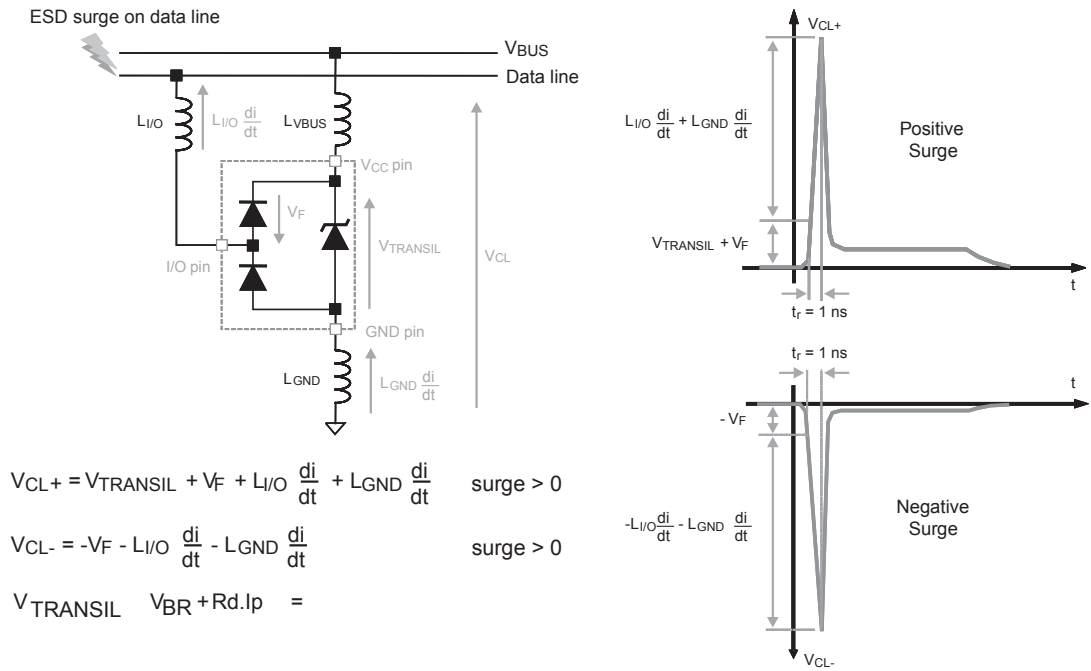 ESD surge on data line
VBUS
Data line
LI/O
LI/O di/dt
LVBUS
VCC pin
VF
VTRANSIL
VCL
I/O pin
GND pin
LGND
LGND di/dt
VCL+ = VTRANSIL + VF + LI/O di/dt + LGND di/dt surge > 0
VCL- = -VF - LI/O di/dt - LGND di/dt surge > 0
VTRANSIL VBR + Rd.Ip =
VCL+
LI/O di/dt + LGND di/dt
Positive
Surge
VTRANSIL + VF
t
tr = 1 ns
tr = 1 ns
t
- VF
-LI/O di/dt - LGND di/dt
Negative
Surge
VCL-